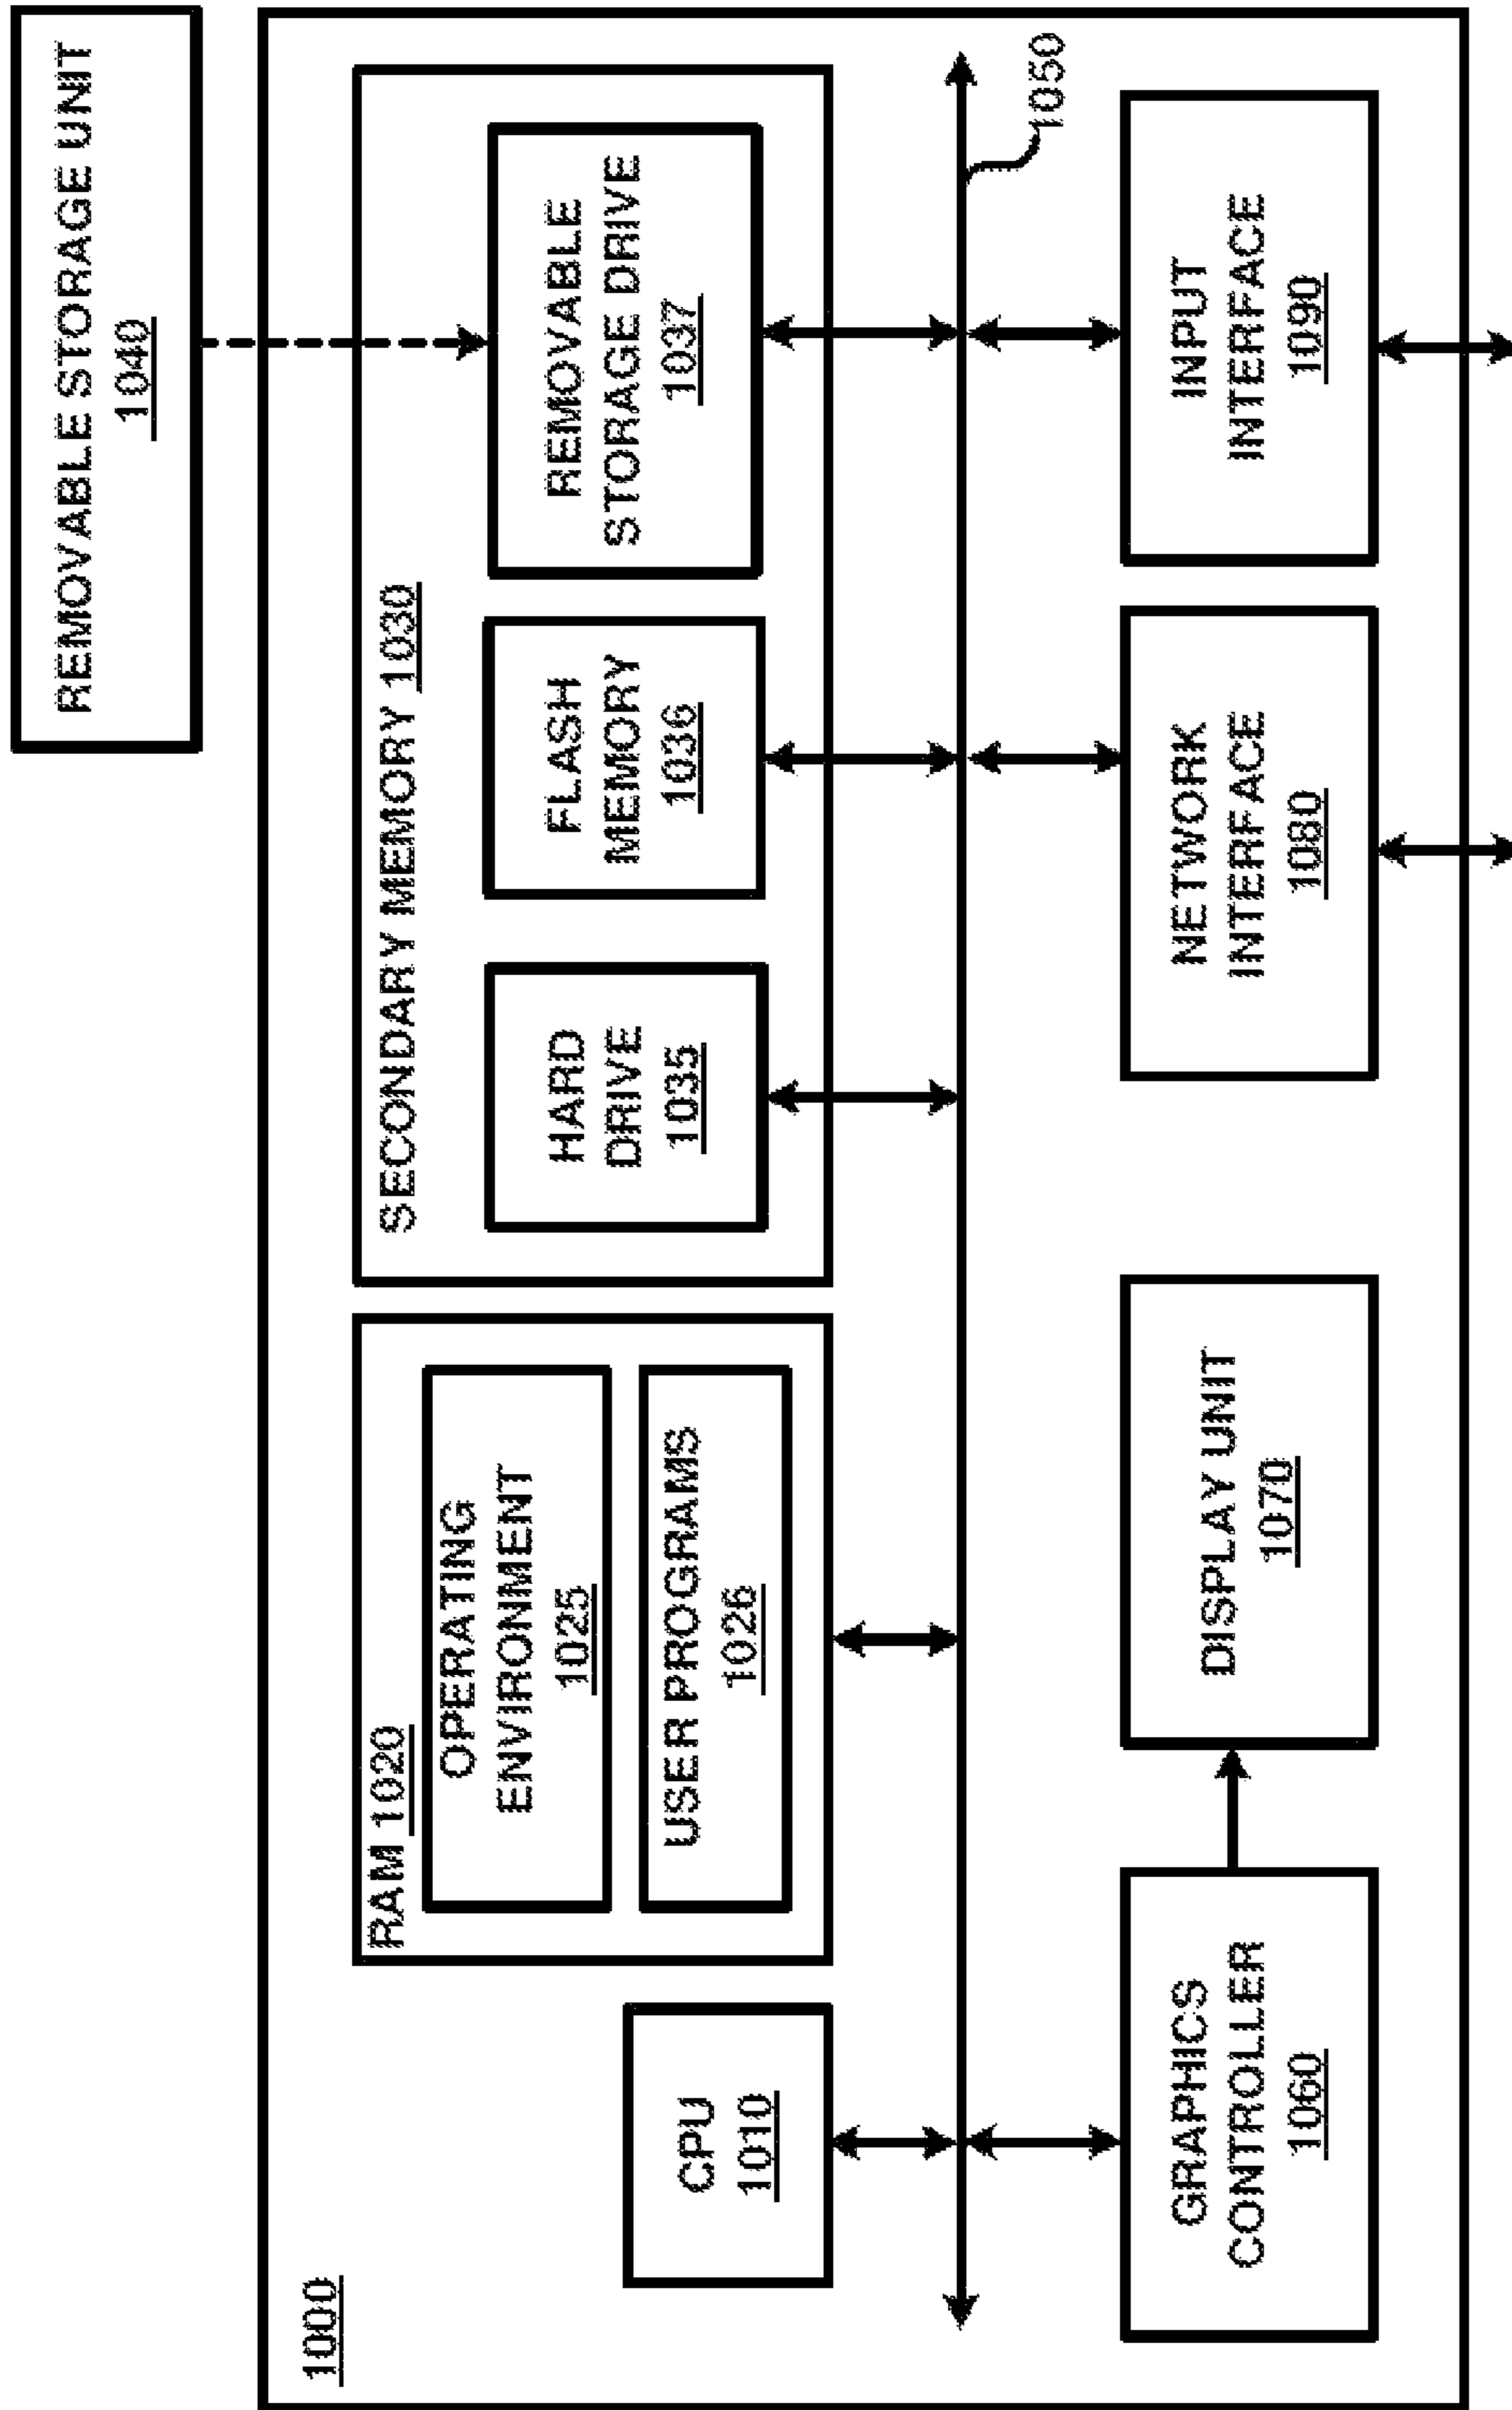 REMOVABLE STORAGE UNIT
1040
1000
RAM 1020
OPERATING
ENVIRONMENT
1025
USER PROGRAMS
1026
CPU
1010
SECONDARY MEMORY 1030
HARD
DRIVE
1035
FLASH
MEMORY
1036
REMOVABLE
STORAGE DRIVE
1037
1050
GRAPHICS
CONTROLLER
1060
DISPLAY UNIT
1070
NETWORK
INTERFACE
1080
INPUT
INTERFACE
1090